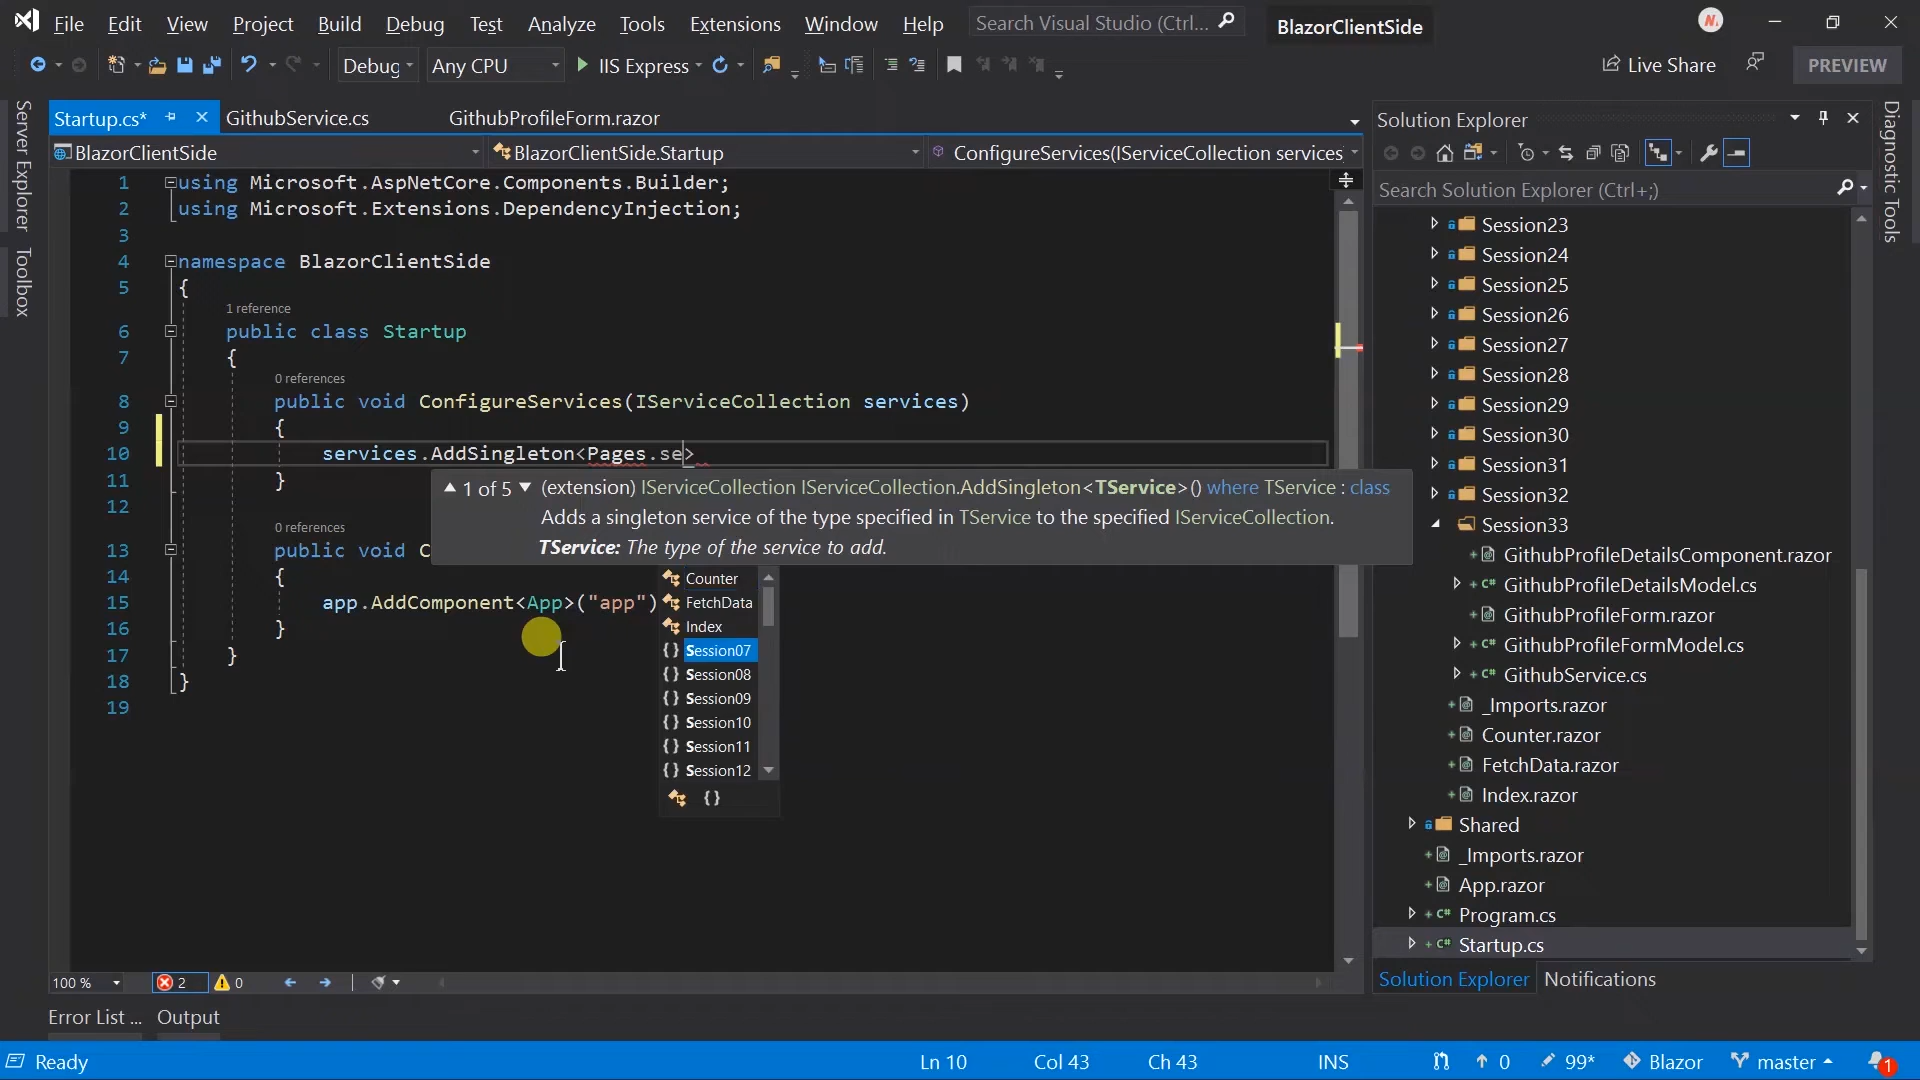 File Edit View Project Build Debug Test Analyze Tools Extensions Window Help Search Visual Studio (Ctrl... BlazorClientSide
Debug Any CPU IIS Express Live Share PREVIEW
Server Explorer
Toolbox
Startup.cs* GithubService.cs GithubProfileForm.razor
BlazorClientSide BlazorClientSide.Startup ConfigureServices(IServiceCollection services
1 using Microsoft.AspNetCore.Components.Builder;
2 using Microsoft.Extensions.DependencyInjection;
3
4 namespace BlazorClientSide
5 {
1 reference
6 public class Startup
7 {
0 references
8 public void ConfigureServices(IServiceCollection services)
9 {
10 services.AddSingleton<Pages.se>
11 }
12
0 references
13 public void C
14 {
15 app.AddComponent<App>("app")
16 }
17 }
18 }
19
1 of 5 (extension) IServiceCollection IServiceCollection.AddSingleton<TService>() where TService : class
Adds a singleton service of the type specified in TService to the specified IServiceCollection.
TService: The type of the service to add.
Counter
FetchData
Index
{} Session07
{} Session08
{} Session09
{} Session10
{} Session11
{} Session12
{}
Solution Explorer
Search Solution Explorer (Ctrl+;)
Session23
Session24
Session25
Session26
Session27
Session28
Session29
Session30
Session31
Session32
Session33
GithubProfileDetailsComponent.razor
C# GithubProfileDetailsModel.cs
GithubProfileForm.razor
C# GithubProfileFormModel.cs
C# GithubService.cs
_Imports.razor
Counter.razor
FetchData.razor
Index.razor
Shared
_Imports.razor
App.razor
C# Program.cs
C# Startup.cs
Solution Explorer Notifications
Diagnostic Tools
100 % 2 0
Error List ... Output
Ready Ln 10 Col 43 Ch 43 INS 0 99* Blazor master 1